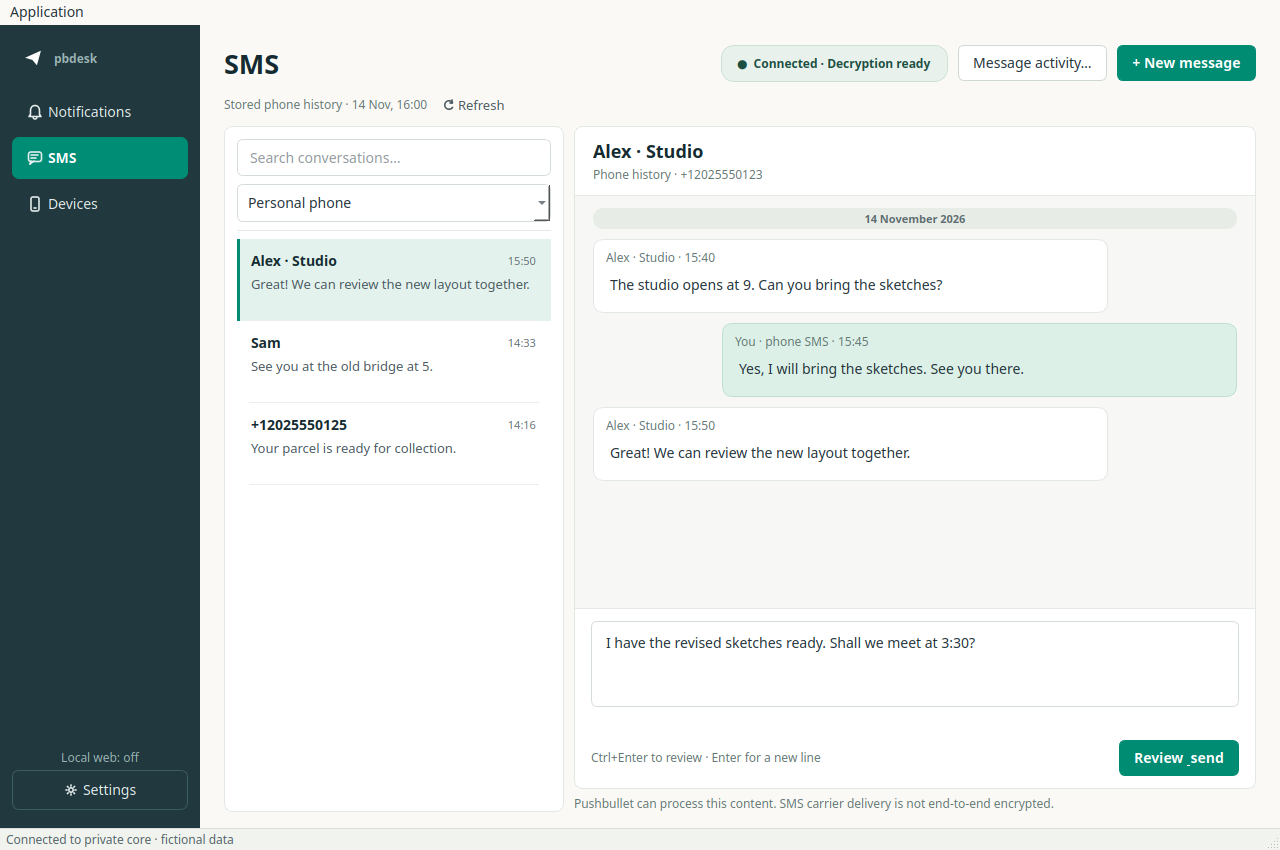 Application
pbdesk
Notifications
SMS
Devices
Local web: off
Settings
SMS
Connected · Decryption ready
Message activity...
+ New message
Stored phone history · 14 Nov, 16:00
Refresh
Search conversations...
Personal phone
Alex · Studio
15:50
Great! We can review the new layout together.
Sam
14:33
See you at the old bridge at 5.
+12025550125
14:16
Your parcel is ready for collection.
Alex · Studio
Phone history · +12025550123
14 November 2026
Alex · Studio · 15:40
The studio opens at 9. Can you bring the sketches?
You · phone SMS · 15:45
Yes, I will bring the sketches. See you there.
Alex · Studio · 15:50
Great! We can review the new layout together.
I have the revised sketches ready. Shall we meet at 3:30?
Ctrl+Enter to review · Enter for a new line
Review _send
Pushbullet can process this content. SMS carrier delivery is not end-to-end encrypted.
Connected to private core · fictional data